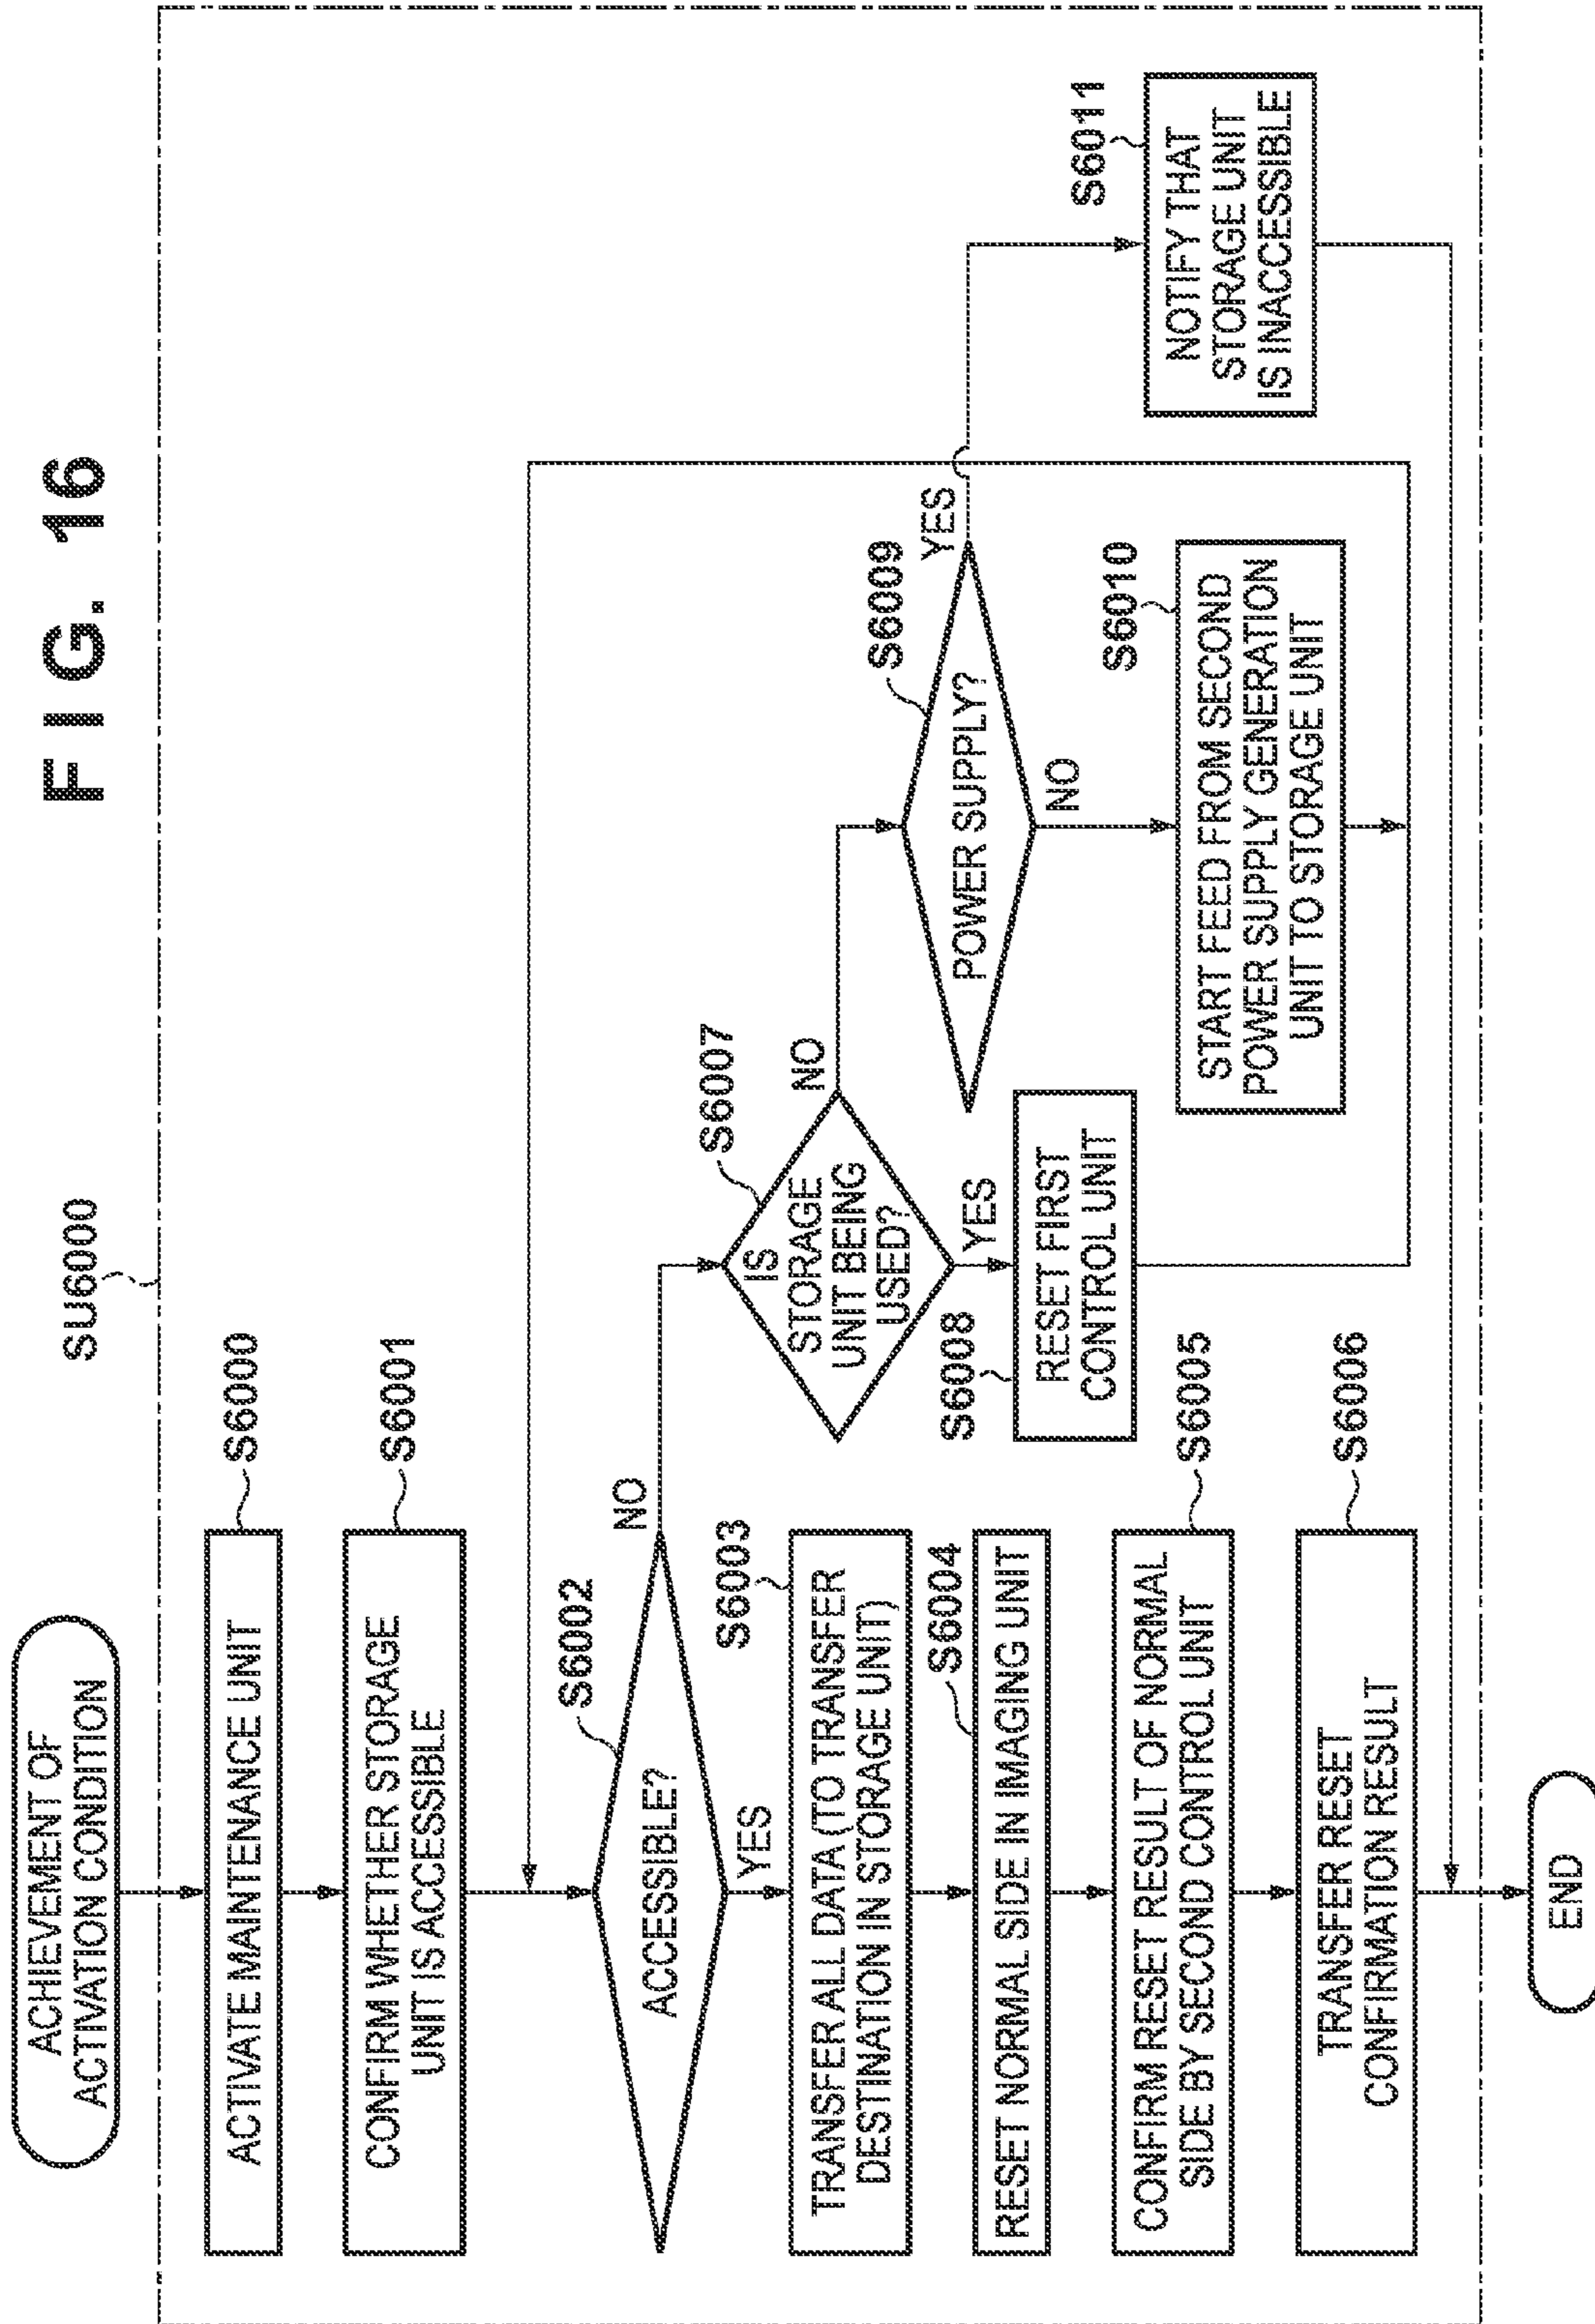 FIG. 16
SU6000
ACHIEVEMENT OF
ACTIVATION CONDITION
S6000
ACTIVATE MAINTENANCE UNIT
S6001
CONFIRM WHETHER STORAGE
UNIT IS ACCESSIBLE
S6002
ACCESSIBLE?
NO
YES
S6003
TRANSFER ALL DATA (TO TRANSFER
DESTINATION IN STORAGE UNIT)
S6004
RESET NORMAL SIDE IN IMAGING UNIT
S6005
CONFIRM RESET RESULT OF NORMAL
SIDE BY SECOND CONTROL UNIT
S6006
TRANSFER RESET
CONFIRMATION RESULT
END
S6007
IS
STORAGE
UNIT BEING
USED?
NO
YES
S6008
RESET FIRST
CONTROL UNIT
S6009
POWER SUPPLY?
YES
NO
S6010
START FEED FROM SECOND
POWER SUPPLY GENERATION
UNIT TO STORAGE UNIT
S6011
NOTIFY THAT
STORAGE UNIT
IS INACCESSIBLE